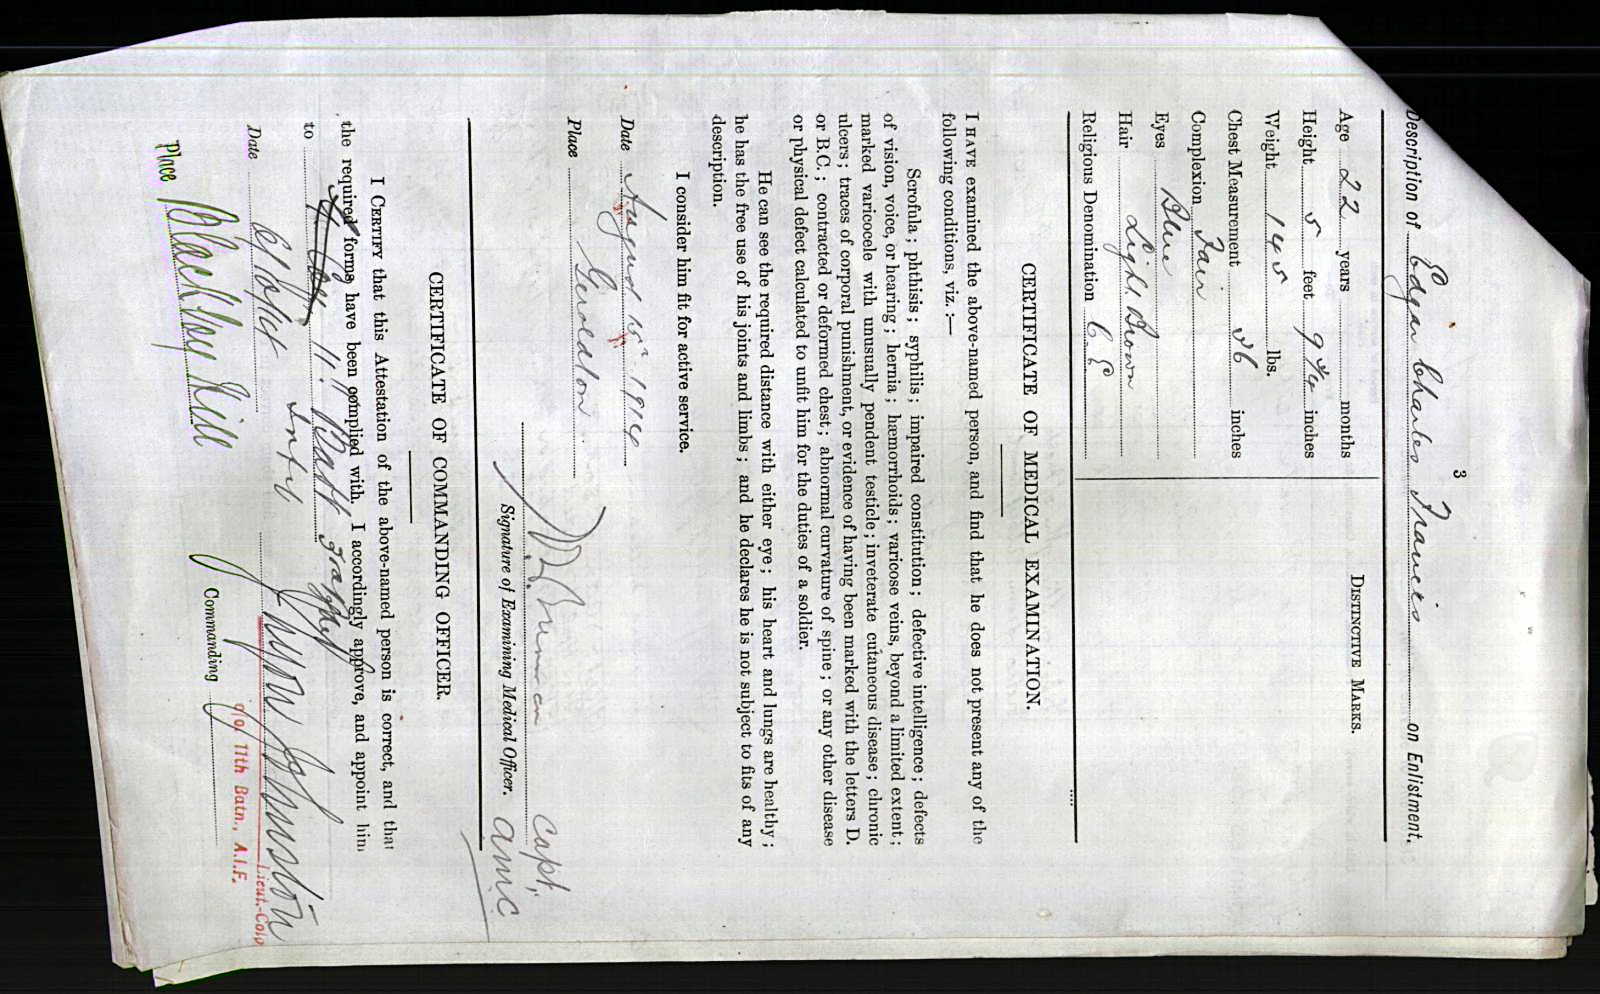 3
Description of Edgar Charles Francis on Enlistment.
Age 22 years months
Height 5 feet 9 3/4 inches
Weight 145 lbs.
Chest Measurement 36 inches
Complexion Fair
Eyes Blue
Hair Light Brown
Religious Denomination C.E.
DISTINCTIVE MARKS.
CERTIFICATE OF MEDICAL EXAMINATION.
I HAVE examined the above-named person, and find that he does not present any of the
following conditions, viz.:—
Scrofula; phthisis; syphilis; impaired constitution; defective intelligence; defects
of vision, voice, or hearing; hernia; hæmorrhoids; varicose veins, beyond a limited extent;
marked varicocele with unusually pendent testicle; inveterate cutaneous disease; chronic
ulcers; traces of corporal punishment, or evidence of having been marked with the letters D.
or B.C.; contracted or deformed chest; abnormal curvature of spine; or any other disease
or physical defect calculated to unfit him for the duties of a soldier.
He can see the required distance with either eye; his heart and lungs are healthy;
he has the free use of his joints and limbs; and he declares he is not subject to fits of any
description.
I consider him fit for active service.
Date August 1914
Place Geraldton
Capt.
Signature of Examining Medical Officer. AMC
CERTIFICATE OF COMMANDING OFFICER.
I CERTIFY that this Attestation of the above-named person is correct, and that
the required forms have been complied with. I accordingly approve, and appoint him
to 11th Batt
Date Infty Lyon Johnston Lieut.-Col.
Place Blackboy Hill Commanding
c/o. 11th Batn., A.I.F.